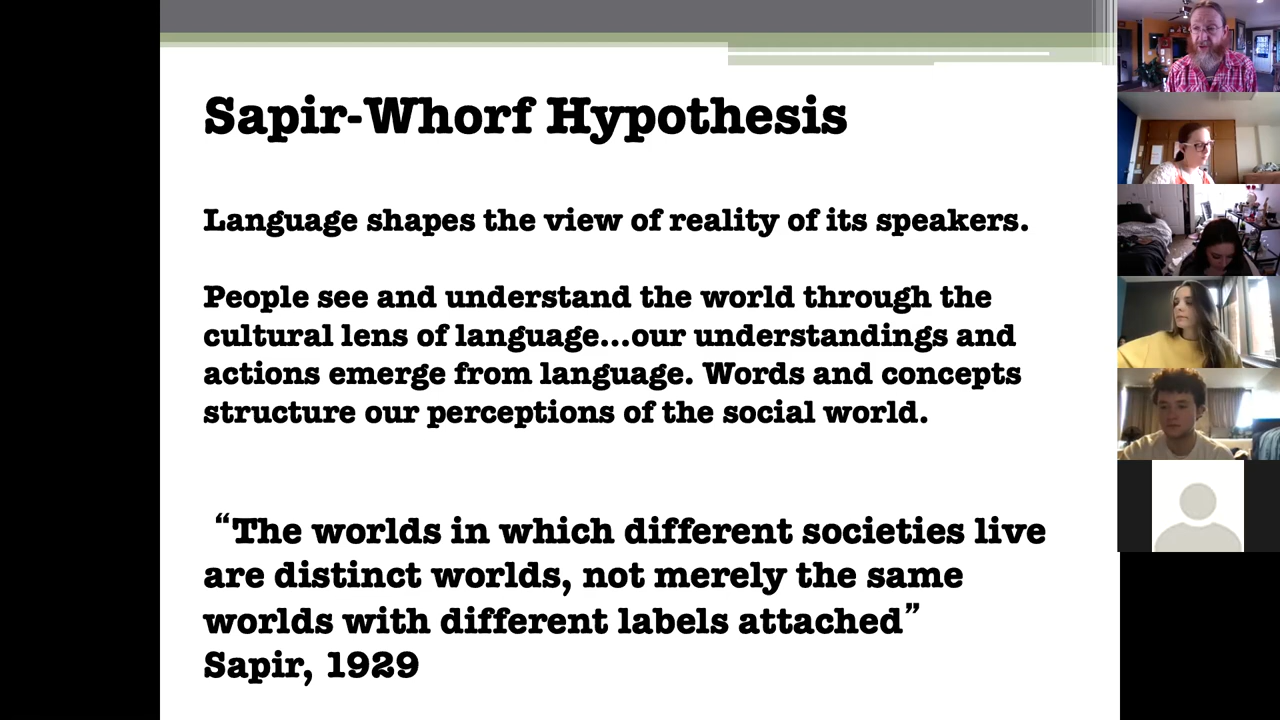 Sapir-Whorf Hypothesis
Language shapes the view of reality of its speakers.
People see and understand the world through the
cultural lens of language...our understandings and
actions emerge from language. Words and concepts
structure our perceptions of the social world.
“The worlds in which different societies live
are distinct worlds, not merely the same
worlds with different labels attached”
Sapir, 1929